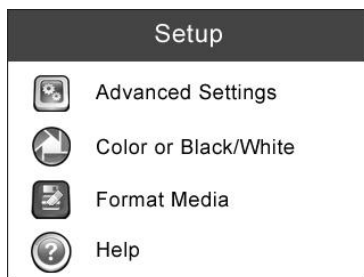 Setup
Advanced Settings
Color or Black/White
Format Media
Help